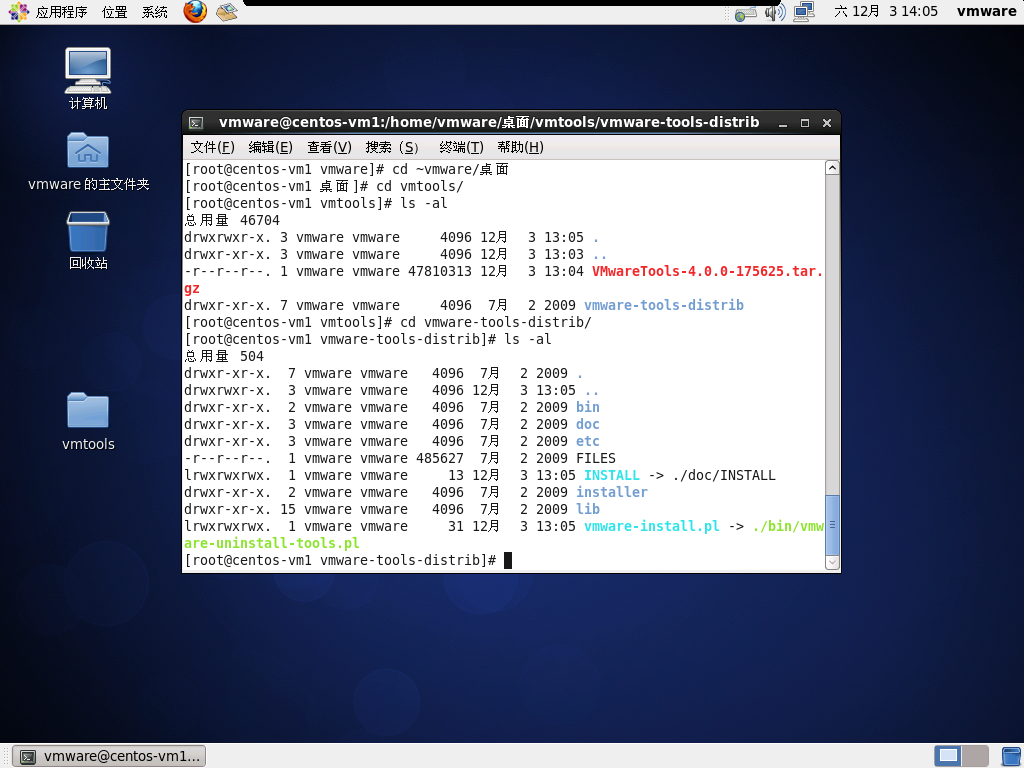 应用程序 位置 系统 六 12月 3 14:05 vmware
计算机
vmware 的主文件夹
回收站
vmtools
vmware@centos-vm1:/home/vmware/桌面/vmtools/vmware-tools-distrib
文件(F) 编辑(E) 查看(V) 搜索 (S) 终端(T) 帮助(H)
[root@centos-vm1 vmware]# cd ~vmware/桌面
[root@centos-vm1 桌面]# cd vmtools/
[root@centos-vm1 vmtools]# ls -al
总用量 46704
drwxrwxr-x. 3 vmware vmware     4096 12月  3 13:05 .
drwxr-xr-x. 3 vmware vmware     4096 12月  3 13:03 ..
-r--r--r--. 1 vmware vmware 47810313 12月  3 13:04 VMwareTools-4.0.0-175625.tar.
gz
drwxr-xr-x. 7 vmware vmware     4096  7月  2 2009 vmware-tools-distrib
[root@centos-vm1 vmtools]# cd vmware-tools-distrib/
[root@centos-vm1 vmware-tools-distrib]# ls -al
总用量 504
drwxr-xr-x.  7 vmware vmware   4096  7月  2 2009 .
drwxrwxr-x.  3 vmware vmware   4096 12月  3 13:05 ..
drwxr-xr-x.  2 vmware vmware   4096  7月  2 2009 bin
drwxr-xr-x.  3 vmware vmware   4096  7月  2 2009 doc
drwxr-xr-x.  3 vmware vmware   4096  7月  2 2009 etc
-r--r--r--.  1 vmware vmware 485627  7月  2 2009 FILES
lrwxrwxrwx.  1 vmware vmware     13 12月  3 13:05 INSTALL -> ./doc/INSTALL
drwxr-xr-x.  2 vmware vmware   4096  7月  2 2009 installer
drwxr-xr-x. 15 vmware vmware   4096  7月  2 2009 lib
lrwxrwxrwx.  1 vmware vmware     31 12月  3 13:05 vmware-install.pl -> ./bin/vmw
are-uninstall-tools.pl
[root@centos-vm1 vmware-tools-distrib]#
vmware@centos-vm1...